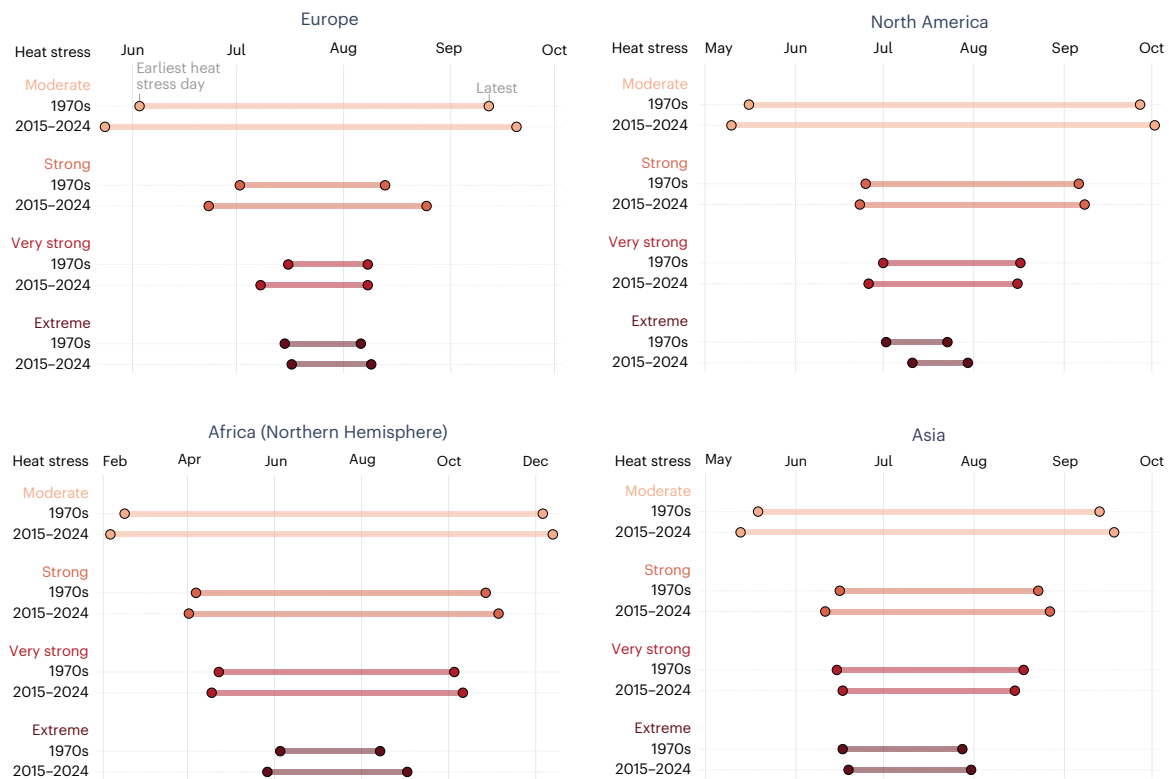 Europe
Heat stress Jun Jul Aug Sep Oct
Earliest heat
stress day
Latest
Moderate
1970s
2015–2024
Strong
1970s
2015–2024
Very strong
1970s
2015–2024
Extreme
1970s
2015–2024
North America
Heat stress May Jun Jul Aug Sep Oct
Moderate
1970s
2015–2024
Strong
1970s
2015–2024
Very strong
1970s
2015–2024
Extreme
1970s
2015–2024
Africa (Northern Hemisphere)
Heat stress Feb Apr Jun Aug Oct Dec
Moderate
1970s
2015–2024
Strong
1970s
2015–2024
Very strong
1970s
2015–2024
Extreme
1970s
2015–2024
Asia
Heat stress May Jun Jul Aug Sep Oct
Moderate
1970s
2015–2024
Strong
1970s
2015–2024
Very strong
1970s
2015–2024
Extreme
1970s
2015–2024